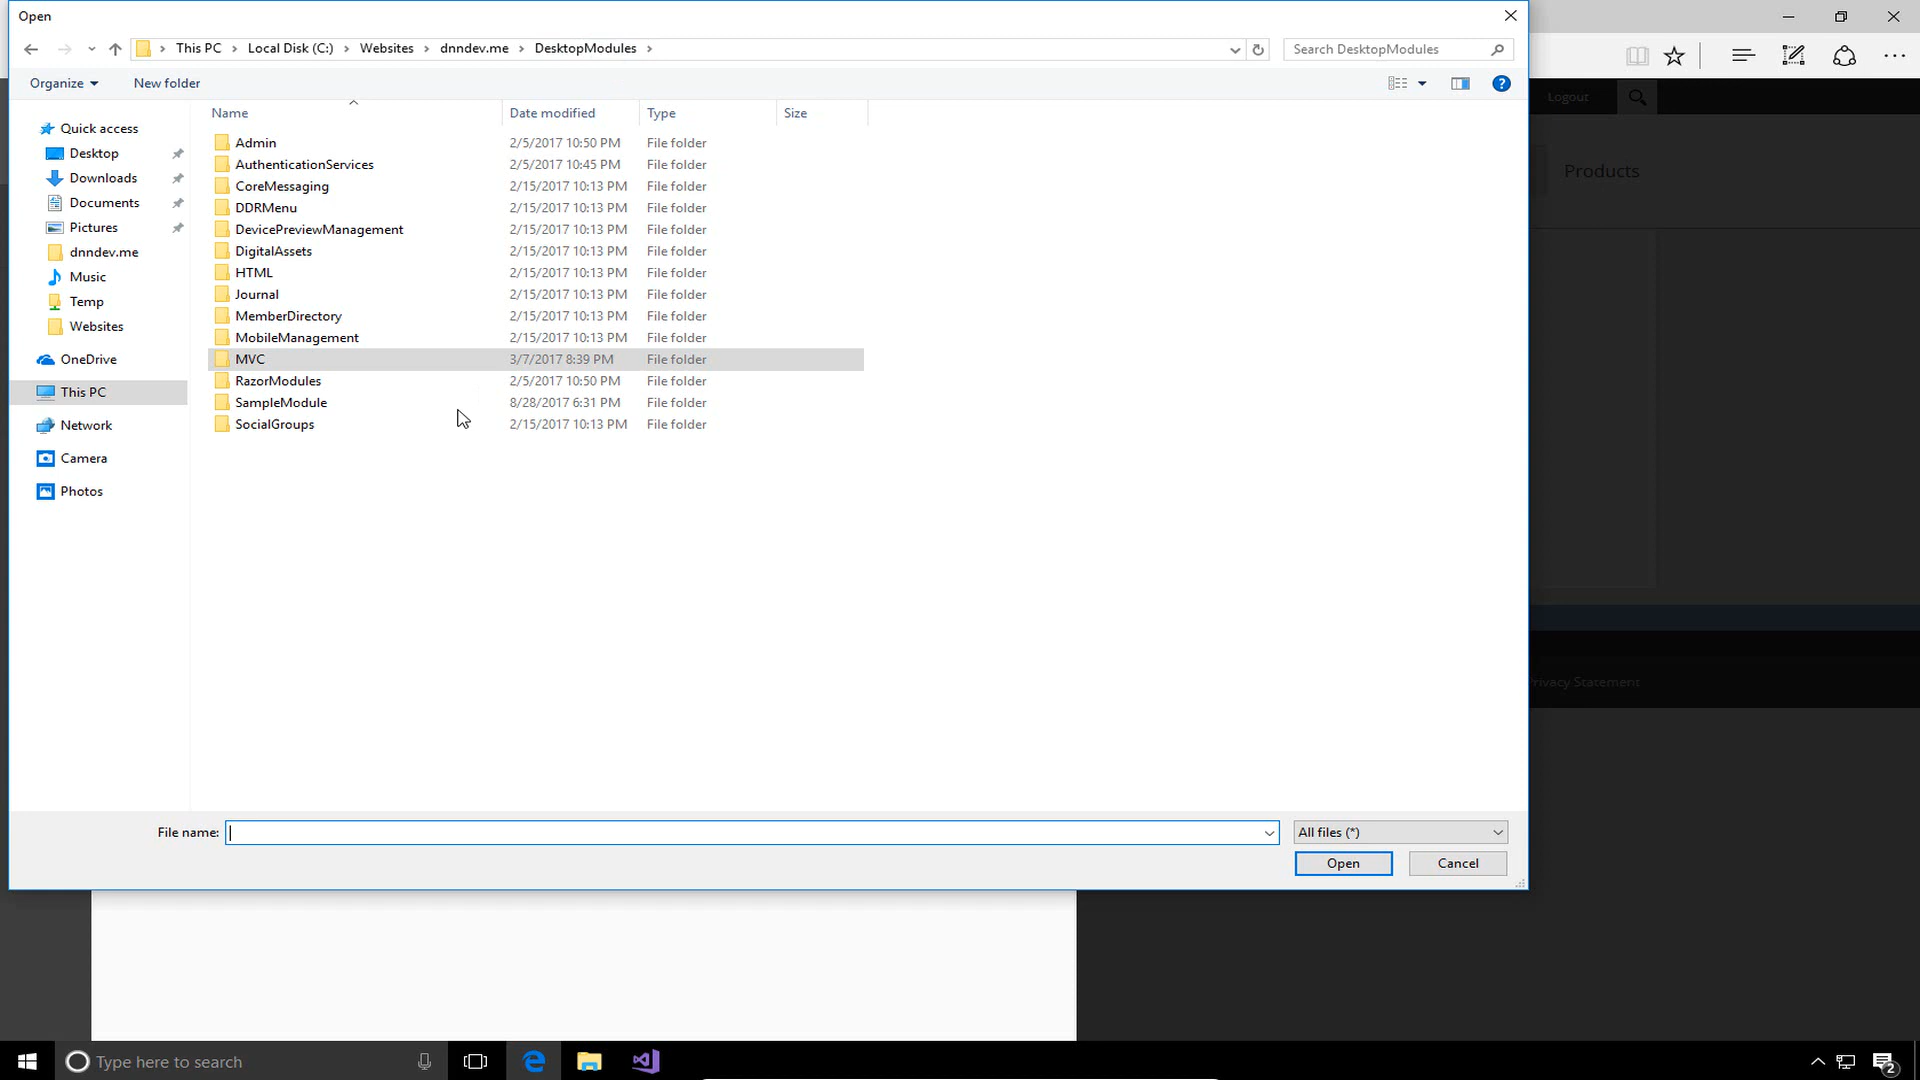 Open
This PC > Local Disk (C:) > Websites > dnndev.me > DesktopModules >
Search DesktopModules
Organize
New folder
Logout
Products
Name
Date modified
Type
Size
Admin 2/5/2017 10:50 PM File folder
AuthenticationServices 2/5/2017 10:45 PM File folder
CoreMessaging 2/15/2017 10:13 PM File folder
DDRMenu 2/15/2017 10:13 PM File folder
DevicePreviewManagement 2/15/2017 10:13 PM File folder
DigitalAssets 2/15/2017 10:13 PM File folder
HTML 2/15/2017 10:13 PM File folder
Journal 2/15/2017 10:13 PM File folder
MemberDirectory 2/15/2017 10:13 PM File folder
MobileManagement 2/15/2017 10:13 PM File folder
MVC 3/7/2017 8:39 PM File folder
RazorModules 2/5/2017 10:50 PM File folder
SampleModule 8/28/2017 6:31 PM File folder
SocialGroups 2/15/2017 10:13 PM File folder
Quick access
Desktop
Downloads
Documents
Pictures
dnndev.me
Music
Temp
Websites
OneDrive
This PC
Network
Camera
Photos
Privacy Statement
File name:
All files (*)
Open
Cancel
Type here to search
2